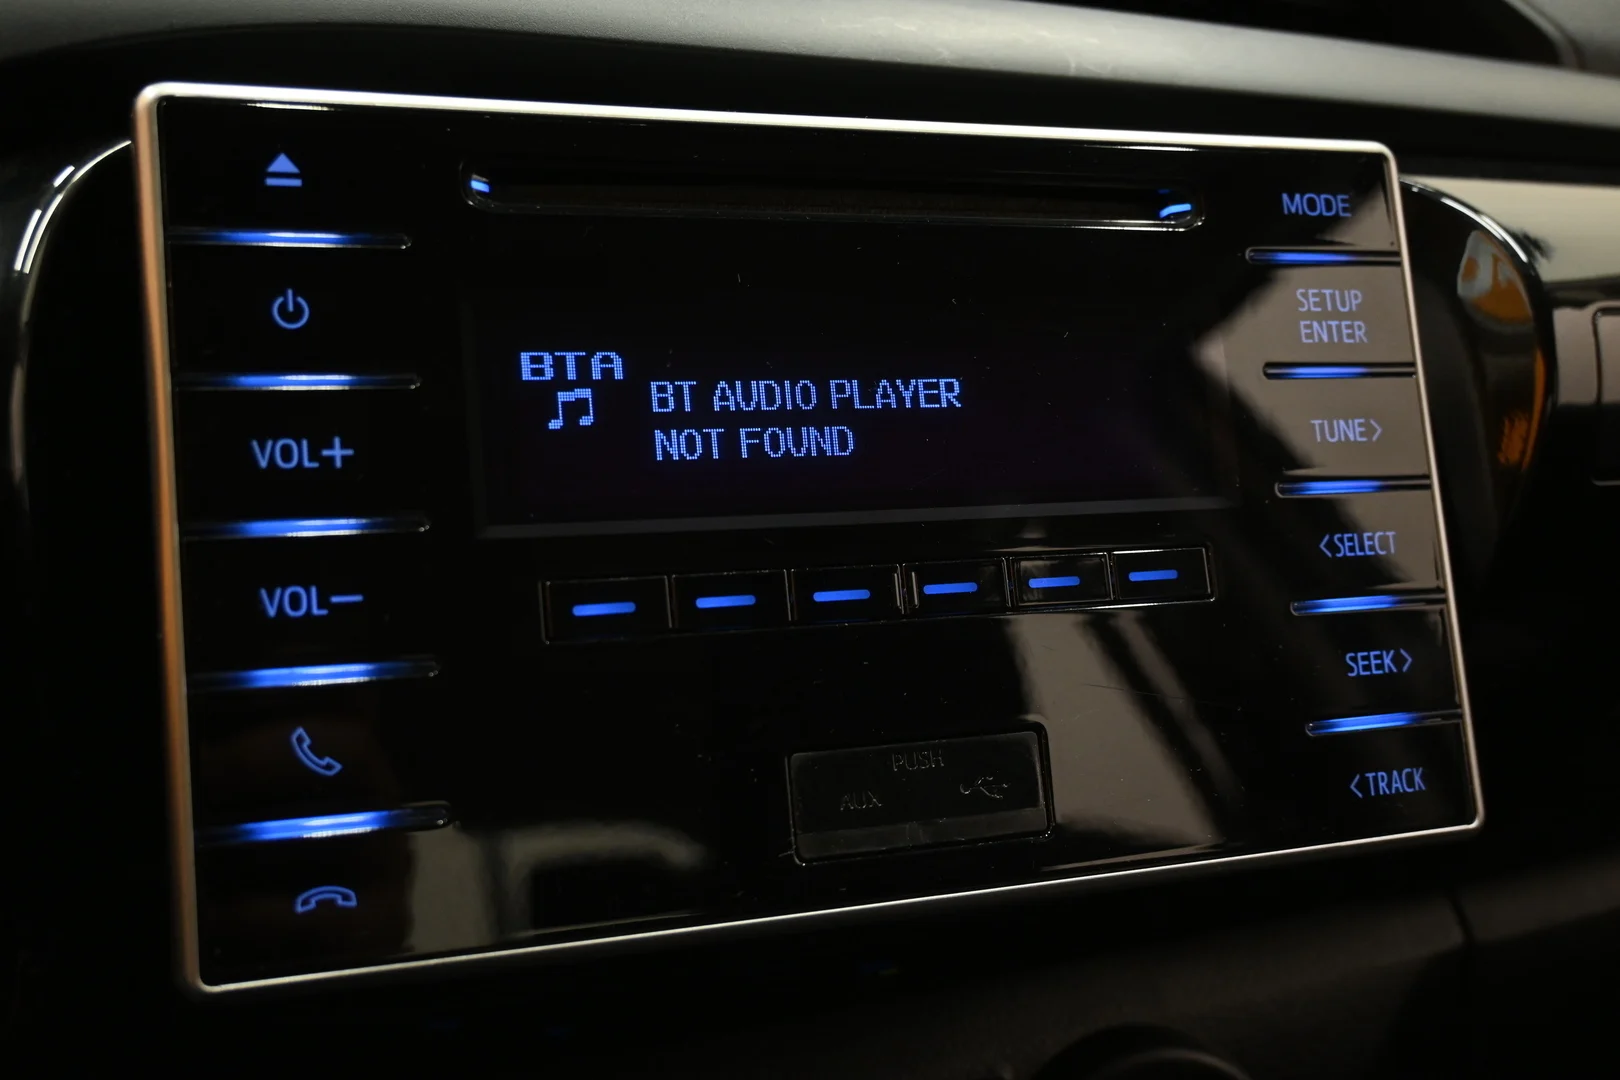 MODE
SETUP
ENTER
BTA
BT AUDIO PLAYER
NOT FOUND
VOL+
TUNE>
<SELECT
VOL−
SEEK>
PUSH
AUX
<TRACK